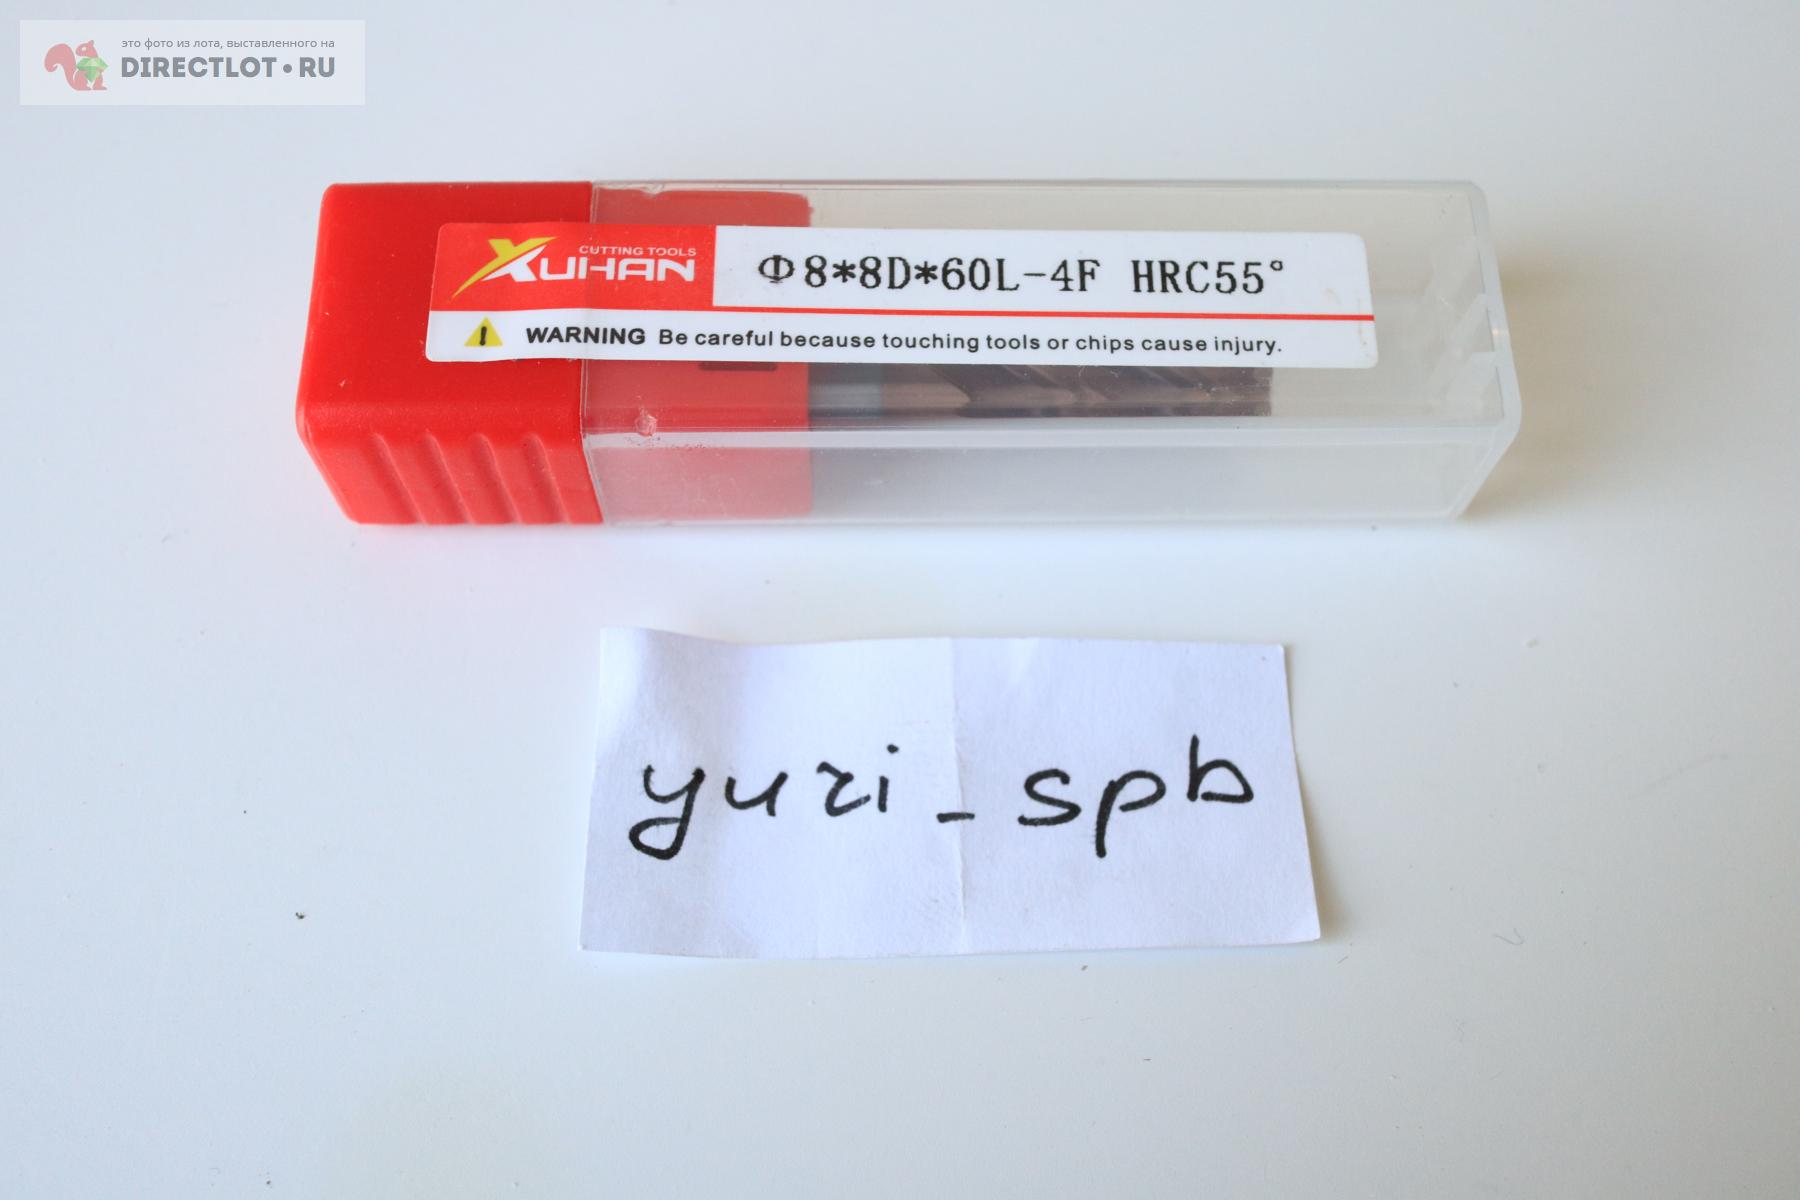 это фото из лота, выставленного на
DIRECTLOT•RU
CUTTING TOOLS
XUHAN
Φ8*8D*60L-4F HRC55°
WARNING Be careful because touching tools or chips cause injury.
yuri_spb